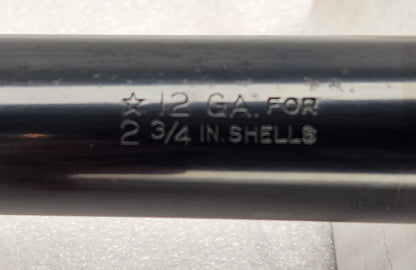 ☆ 12 GA. FOR
2 3/4 IN. SHELLS